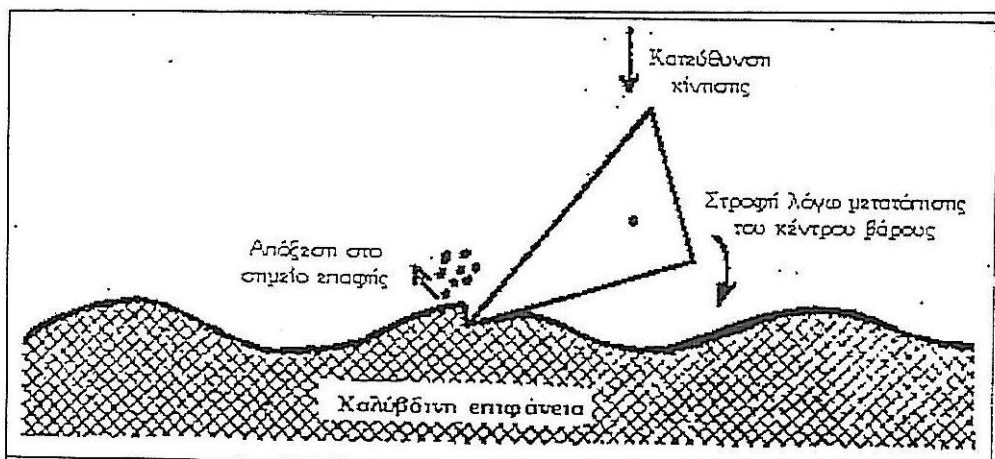 Κατεύθυνση
κίνησης
Στροφή λόγω μετατόπισης
του κέντρου βάρους
Απόξεση στο
σημείο επαφής
Χαλύβδινη επιφάνεια